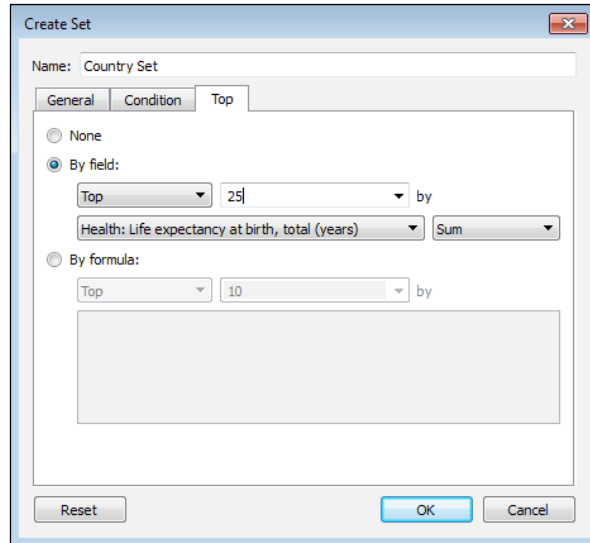 Create Set
Name: Country Set
General Condition Top
None
By field:
Top 25 by
Health: Life expectancy at birth, total (years) Sum
By formula:
Top 10 by
Reset OK Cancel